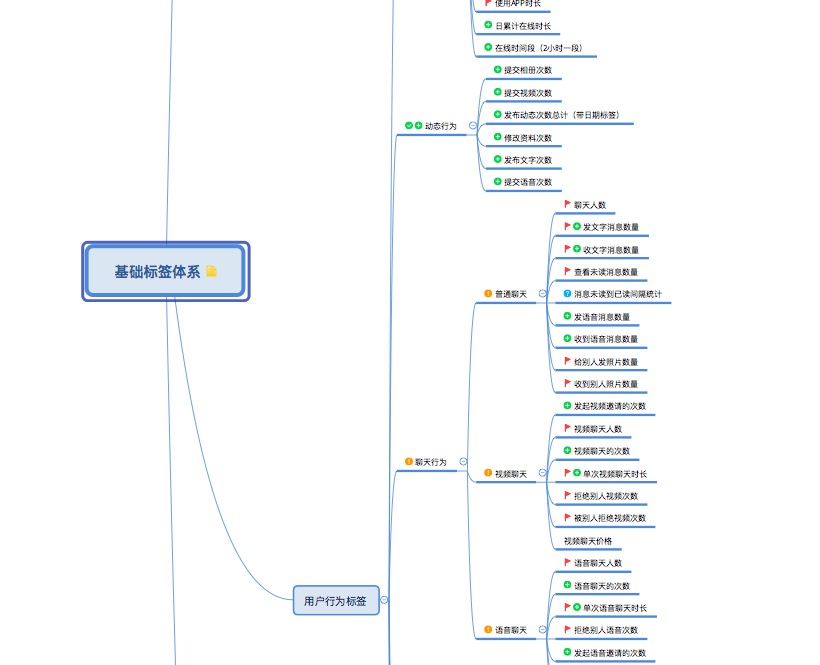 使用APP时长
日累计在线时长
在线时间段（2小时一段）
提交相册次数
提交视频次数
发布动态次数总计（带日期标签）
动态行为
修改资料次数
发布文字次数
提交语音次数
聊天人数
发文字消息数量
收文字消息数量
基础标签体系
查看未读消息数量
普通聊天
消息未读到已读间隔统计
发语音消息数量
收到语音消息数量
给别人发照片数量
收到别人照片数量
发起视频邀请的次数
视频聊天人数
视频聊天的次数
聊天行为
视频聊天
单次视频聊天时长
拒绝别人视频次数
被别人拒绝视频次数
视频聊天价格
语音聊天人数
语音聊天的次数
用户行为标签
单次语音聊天时长
语音聊天
拒绝别人语音次数
发起语音邀请的次数